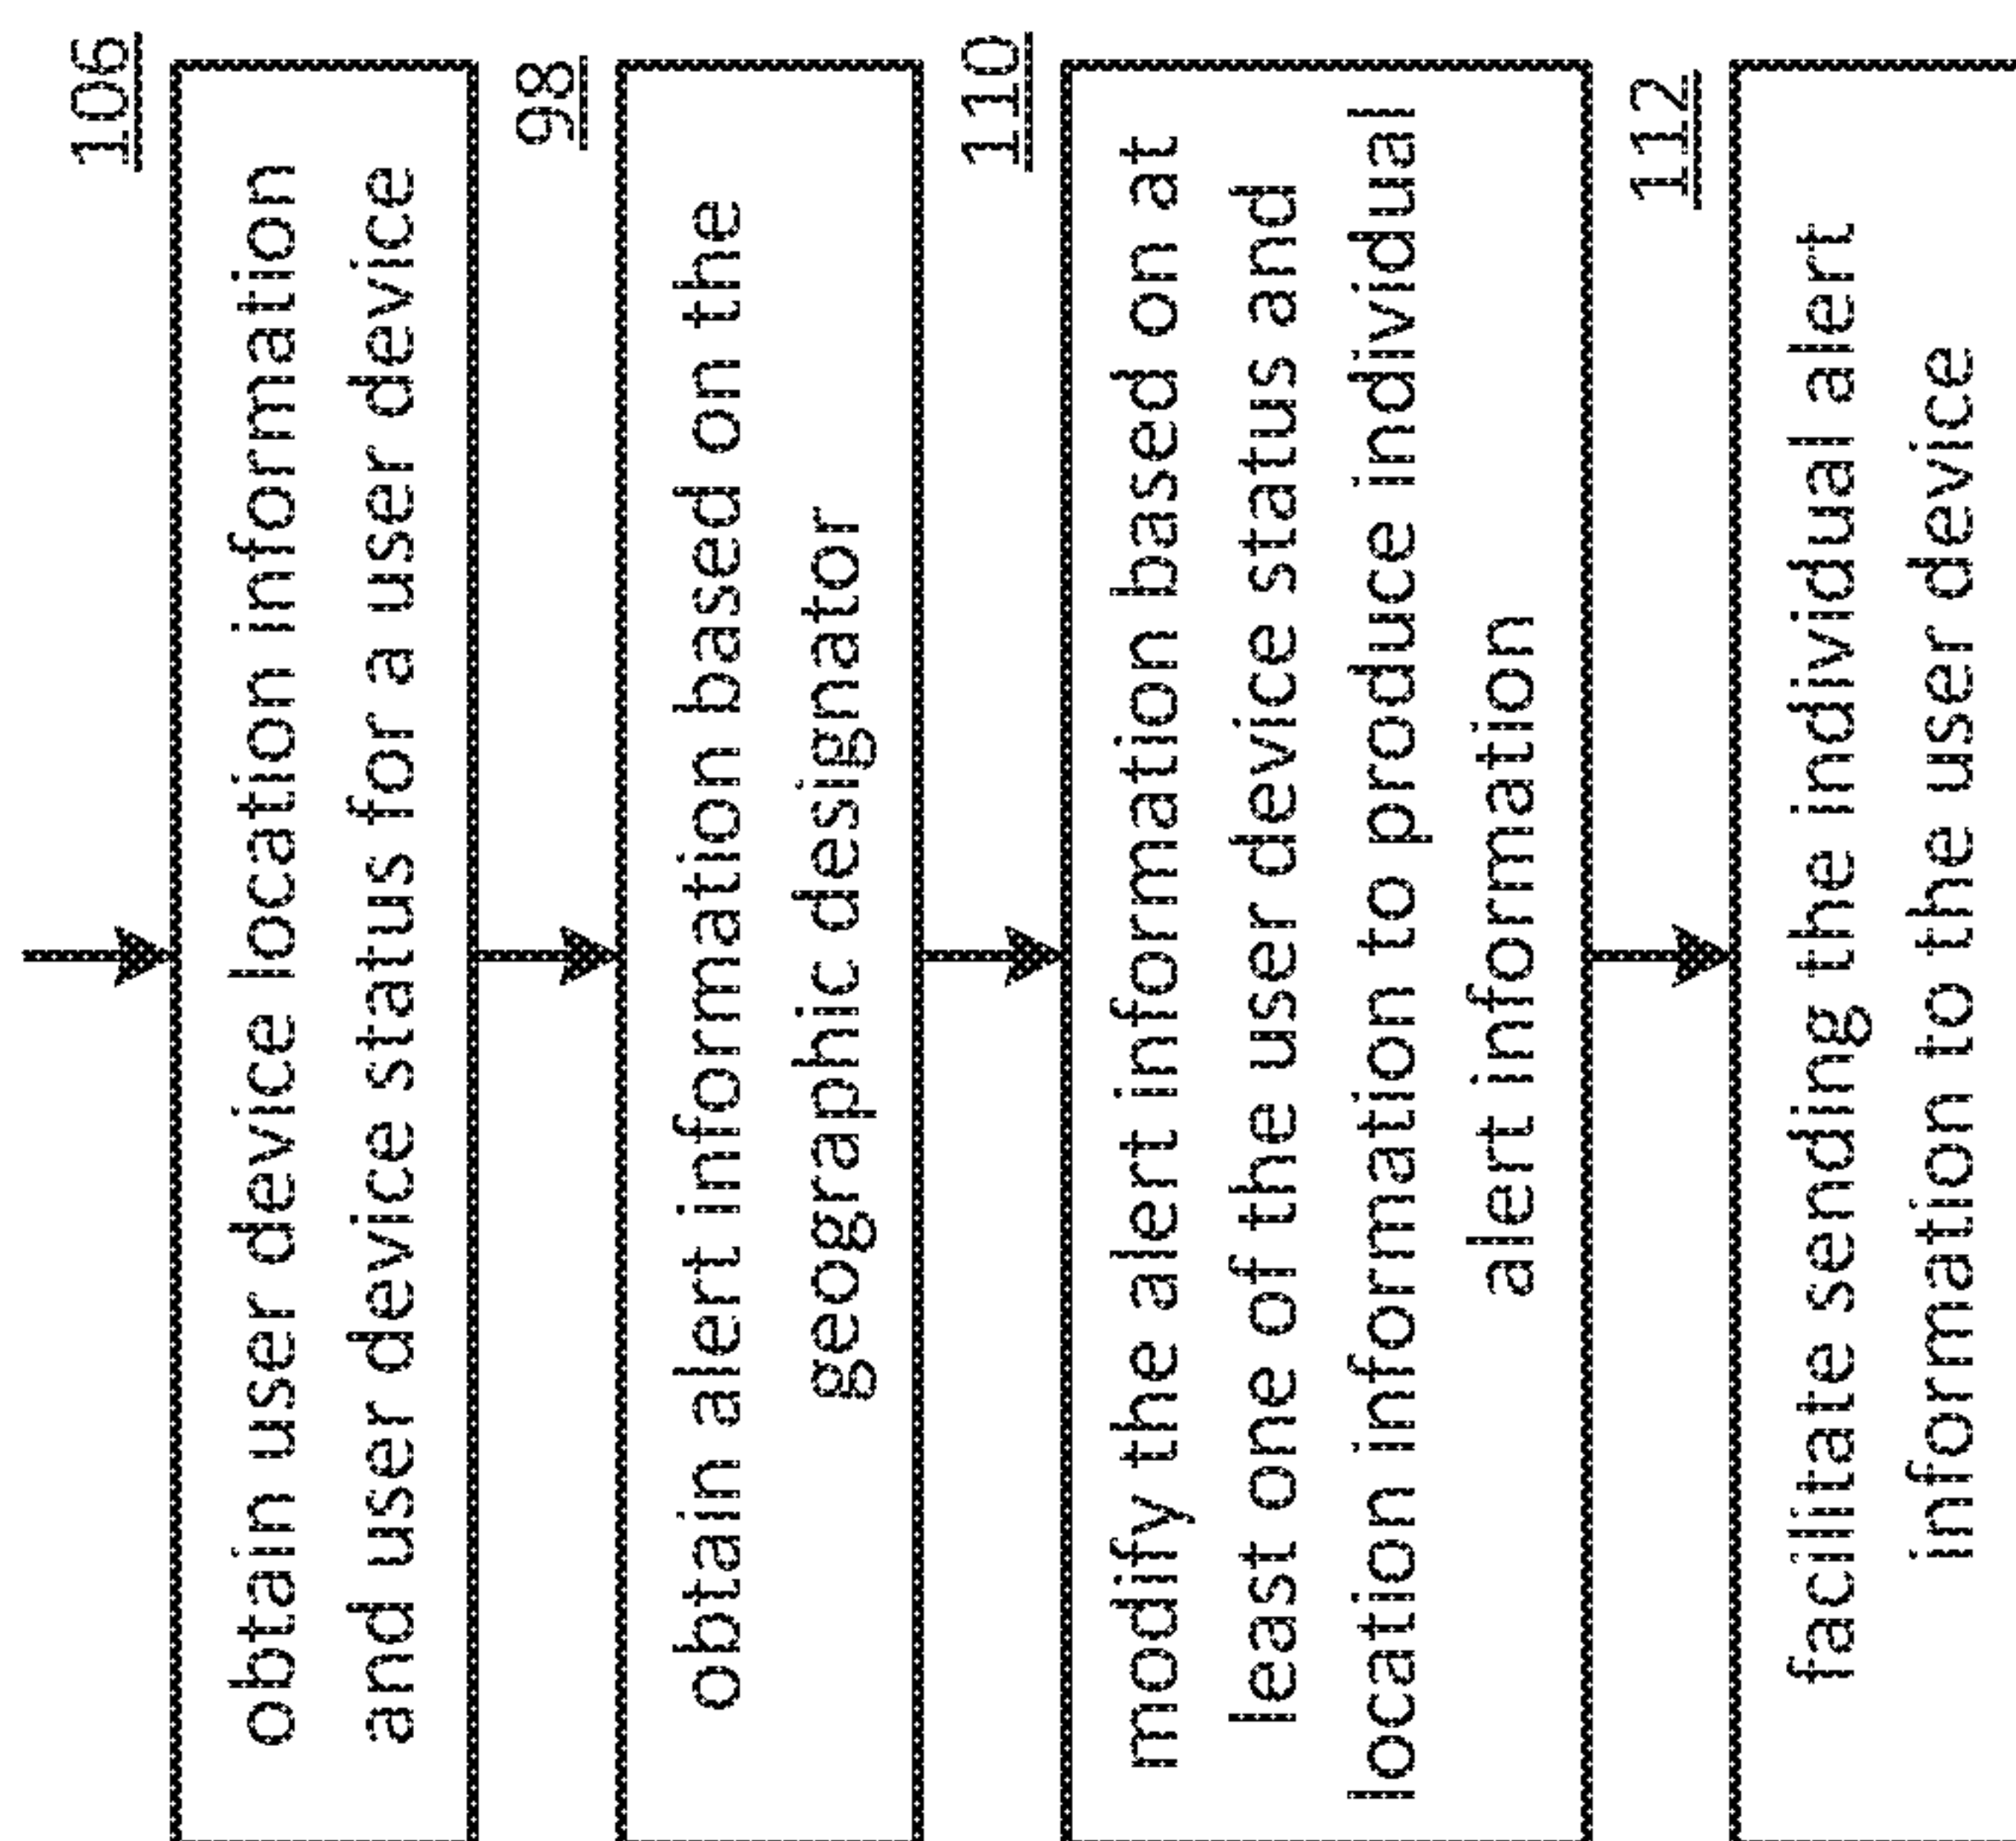 106
obtain user device location information
and user device status for a user device
98
obtain alert information based on the
geographic designator
110
modify the alert information based on at
least one of the user device status and
location information to produce individual
alert information
112
facilitate sending the individual alert
information to the user device